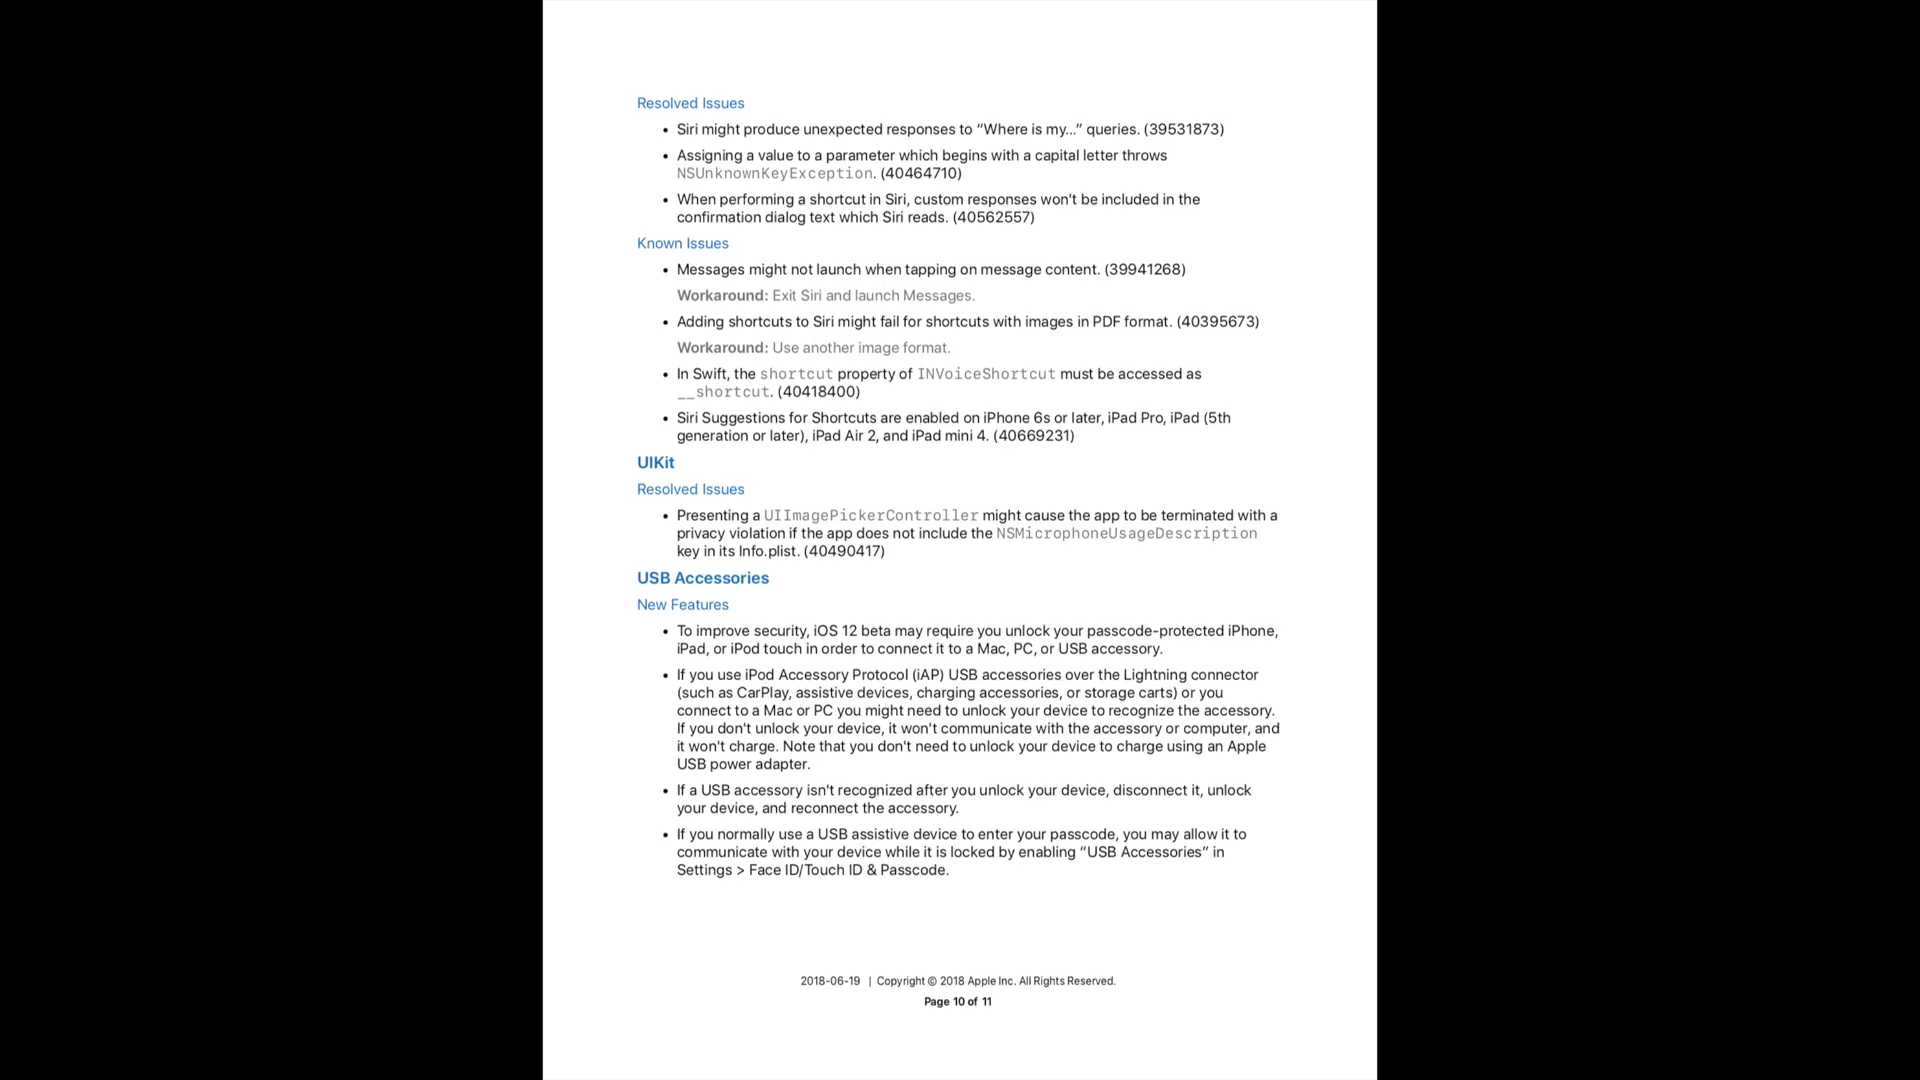 Resolved Issues
• Siri might produce unexpected responses to “Where is my...“ queries. (39531873)
• Assigning a value to a parameter which begins with a capital letter throws
NSUnknownKeyException. (40464710)
• When performing a shortcut in Siri, custom responses won't be included in the
confirmation dialog text which Siri reads. (40562557)
Known Issues
• Messages might not launch when tapping on message content. (39941268)
Workaround: Exit Siri and launch Messages.
• Adding shortcuts to Siri might fail for shortcuts with images in PDF format. (40395673)
Workaround: Use another image format.
• In Swift, the shortcut property of INVoiceShortcut must be accessed as
__shortcut. (40418400)
• Siri Suggestions for Shortcuts are enabled on iPhone 6s or later, iPad Pro, iPad (5th
generation or later), iPad Air 2, and iPad mini 4. (40669231)
UIKit
Resolved Issues
• Presenting a UIImagePickerController might cause the app to be terminated with a
privacy violation if the app does not include the NSMicrophoneUsageDescription
key in its Info.plist. (40490417)
USB Accessories
New Features
• To improve security, iOS 12 beta may require you unlock your passcode-protected iPhone,
iPad, or iPod touch in order to connect it to a Mac, PC, or USB accessory.
• If you use iPod Accessory Protocol (iAP) USB accessories over the Lightning connector
(such as CarPlay, assistive devices, charging accessories, or storage carts) or you
connect to a Mac or PC you might need to unlock your device to recognize the accessory.
If you don't unlock your device, it won't communicate with the accessory or computer, and
it won't charge. Note that you don't need to unlock your device to charge using an Apple
USB power adapter.
• If a USB accessory isn't recognized after you unlock your device, disconnect it, unlock
your device, and reconnect the accessory.
• If you normally use a USB assistive device to enter your passcode, you may allow it to
communicate with your device while it is locked by enabling “USB Accessories” in
Settings > Face ID/Touch ID & Passcode.
2018-06-19 | Copyright © 2018 Apple Inc. All Rights Reserved.
Page 10 of 11